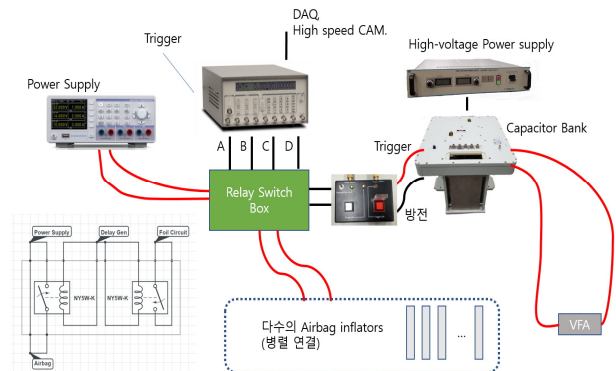 DAQ,
High speed CAM.
Trigger
High-voltage Power supply
Power Supply
Capacitor Bank
A B C D
Trigger
Relay Switch
Box
방전
Power Supply
Delay Gen
Foil Circuit
NY5W-K
NY5W-K
Airbag
다수의 Airbag inflators
(병렬 연결)
...
VFA